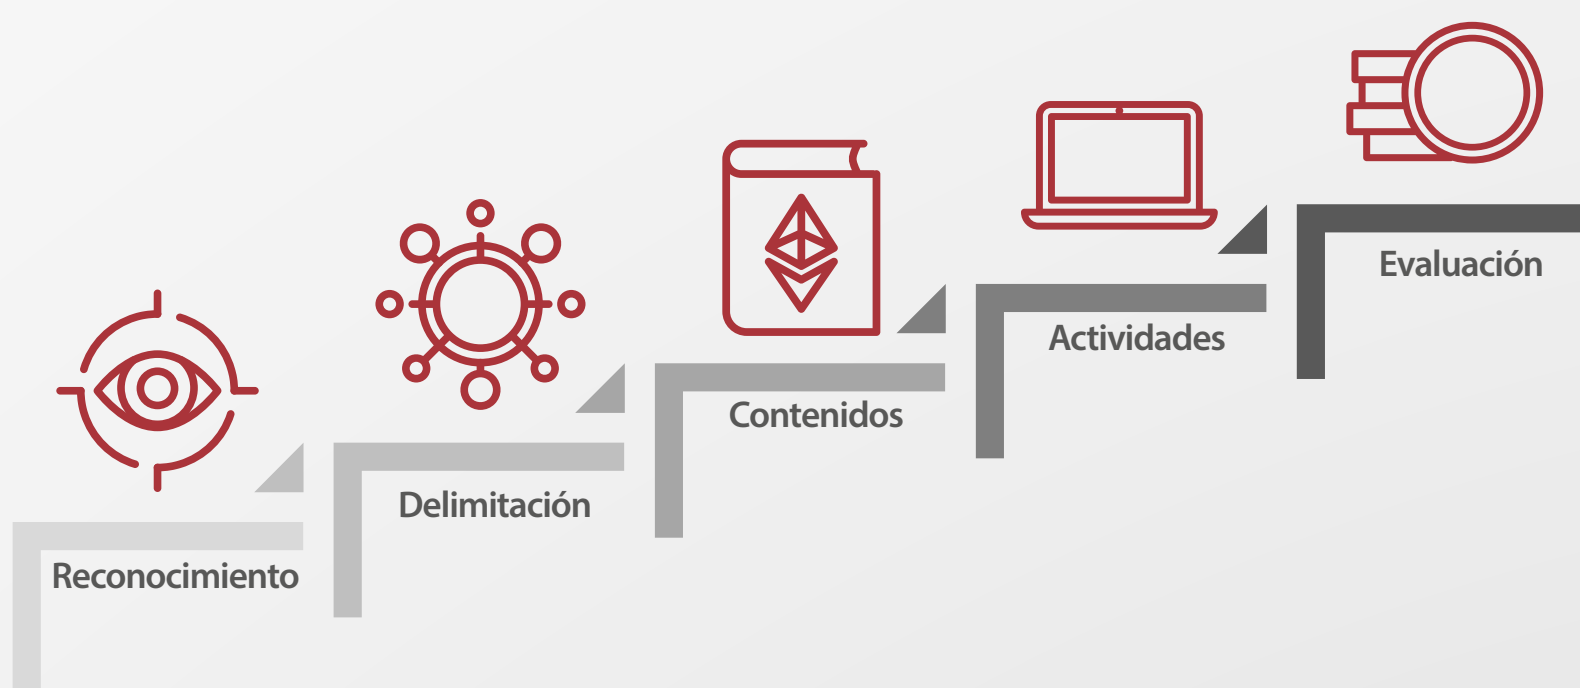 Reconocimiento
Delimitación
Contenidos
Actividades
Evaluación